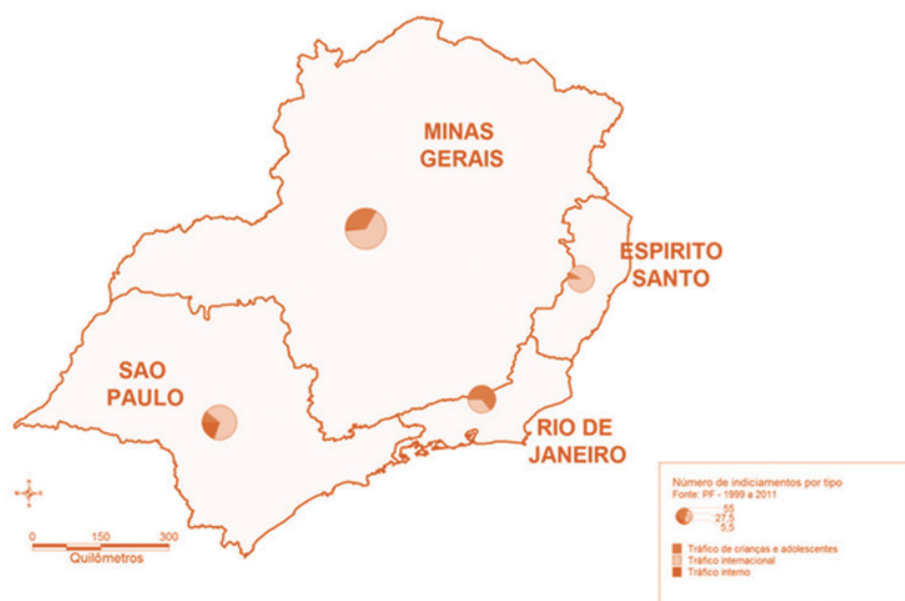 MINAS
GERAIS
ESPIRITO
SANTO
SAO
PAULO
RIO DE
JANEIRO
0 150 300
Quilômetros
Número de indiciamentos por tipo
Fonte: PF - 1999 a 2011
55
27,5
5,5
Tráfico de crianças e adolescentes
Tráfico internacional
Tráfico interno